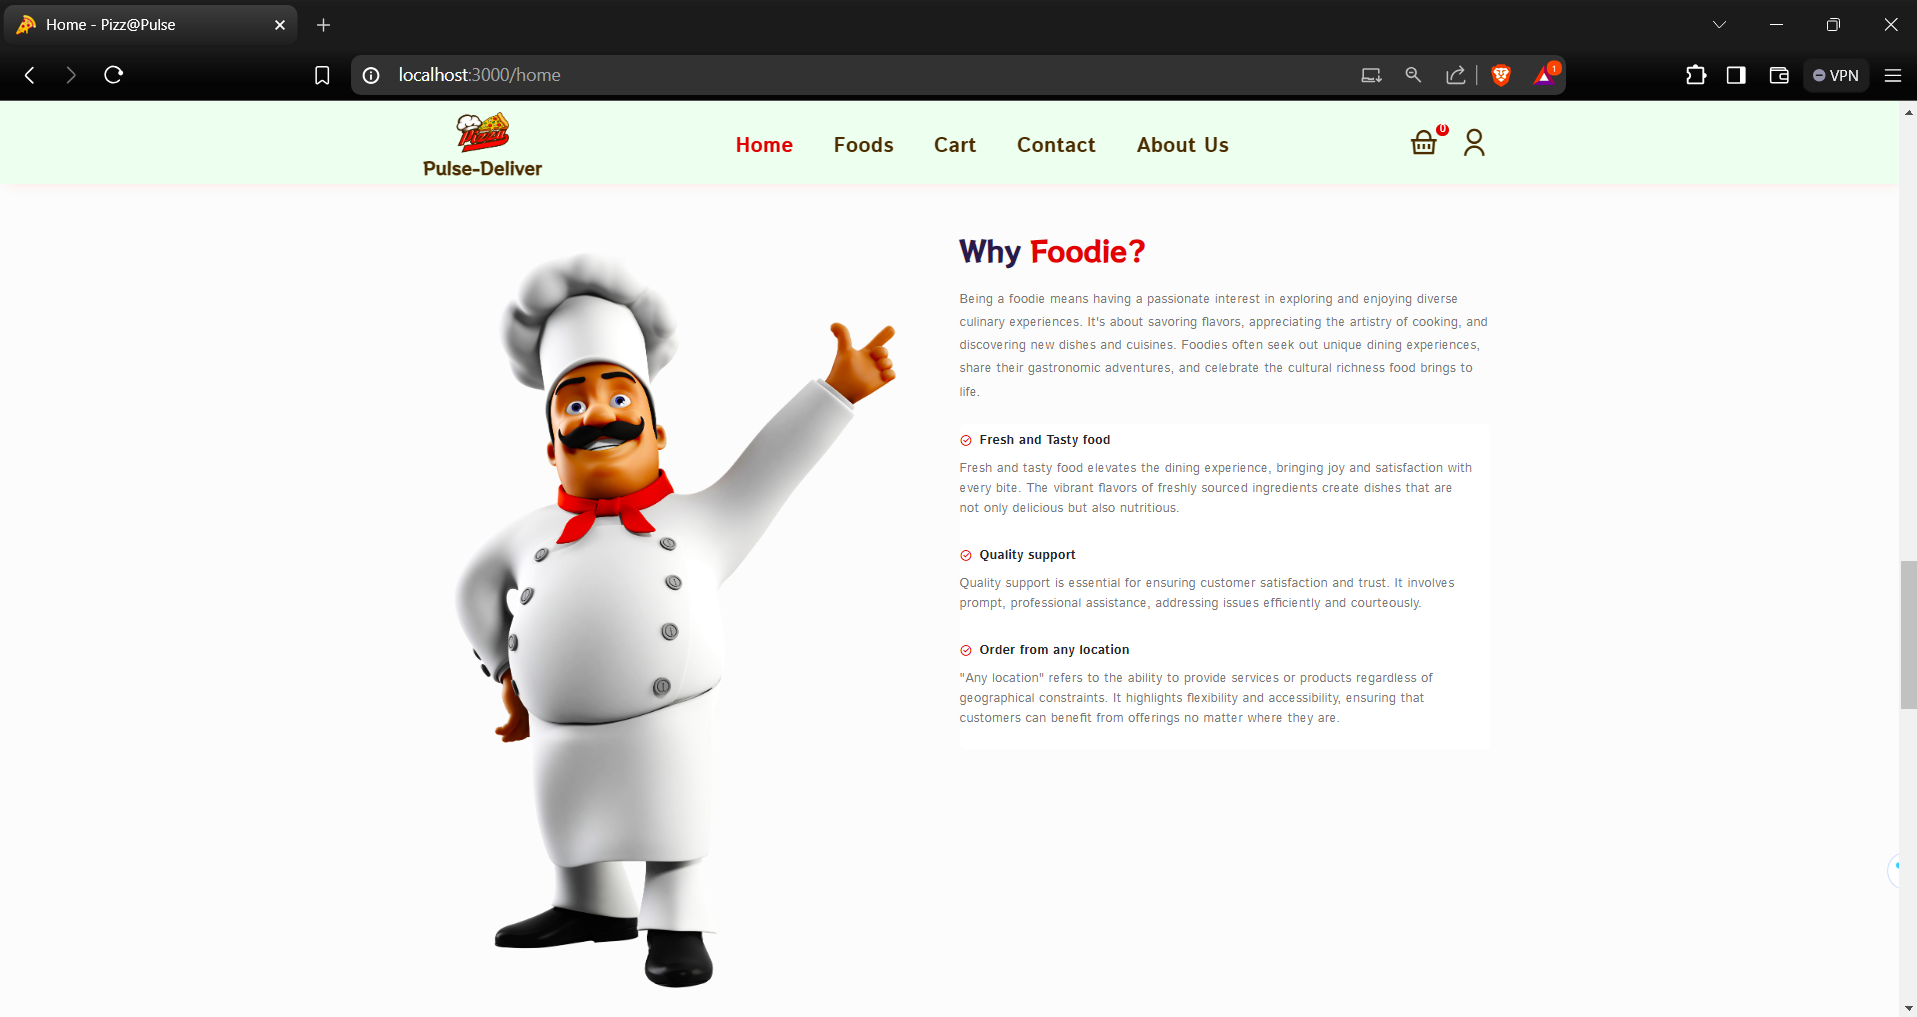 Home - Pizz@Pulse
localhost:3000/home
1
VPN
Pizza
Pulse-Deliver
Home
Foods
Cart
Contact
About Us
0
Why Foodie?
Being a foodie means having a passionate interest in exploring and enjoying diverse
culinary experiences. It's about savoring flavors, appreciating the artistry of cooking, and
discovering new dishes and cuisines. Foodies often seek out unique dining experiences,
share their gastronomic adventures, and celebrate the cultural richness food brings to
life.
Fresh and Tasty food
Fresh and tasty food elevates the dining experience, bringing joy and satisfaction with
every bite. The vibrant flavors of freshly sourced ingredients create dishes that are
not only delicious but also nutritious.
Quality support
Quality support is essential for ensuring customer satisfaction and trust. It involves
prompt, professional assistance, addressing issues efficiently and courteously.
Order from any location
"Any location" refers to the ability to provide services or products regardless of
geographical constraints. It highlights flexibility and accessibility, ensuring that
customers can benefit from offerings no matter where they are.